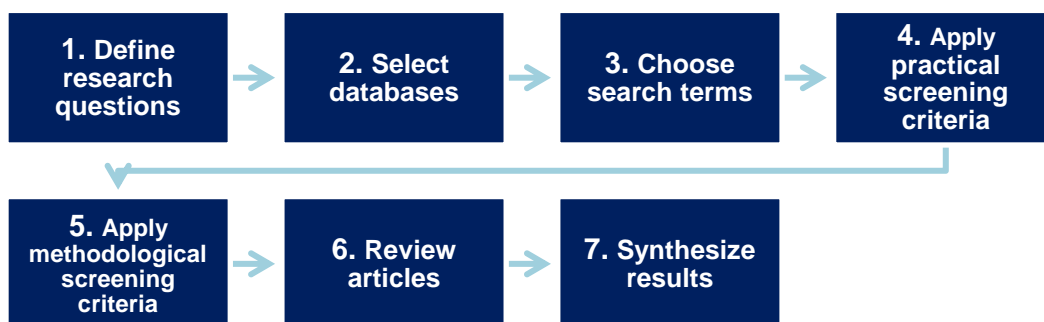 1. Define
research
questions
2. Select
databases
3. Choose
search terms
4. Apply
practical
screening
criteria
5. Apply
methodological
screening
criteria
6. Review
articles
7. Synthesize
results